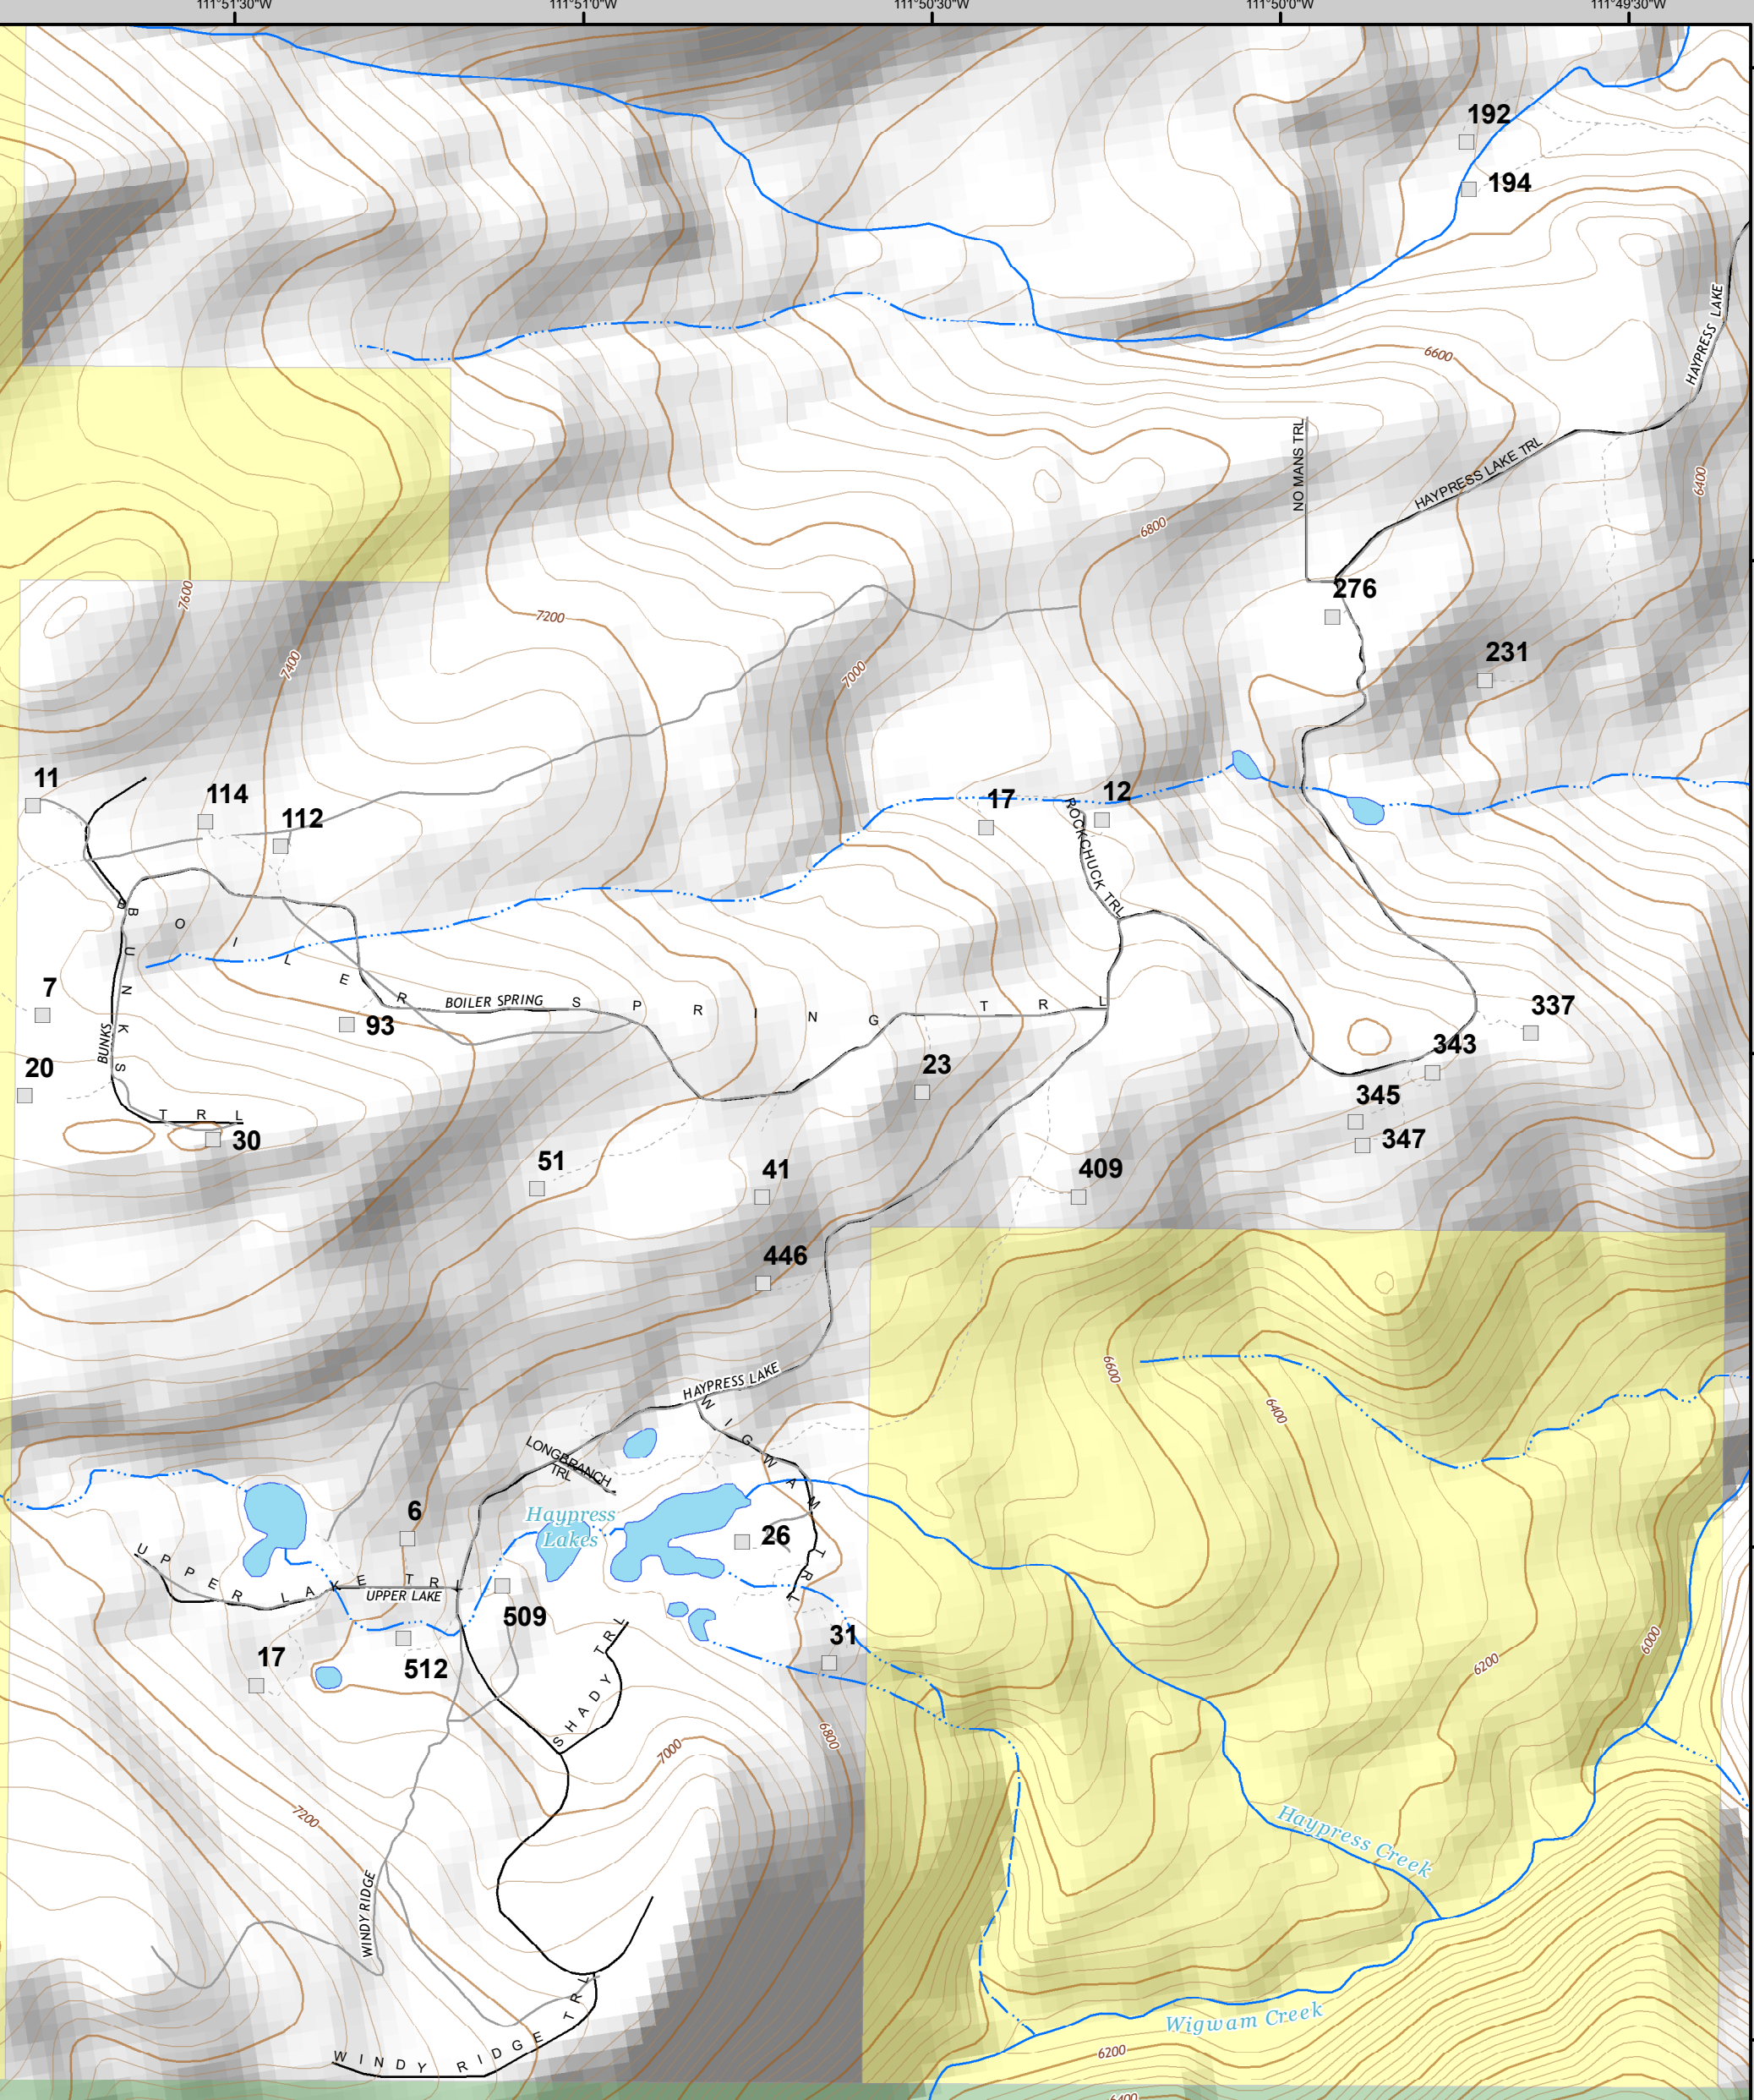 111°51'30"W
111°51'0"W
111°50'30"W
111°50'0"W
111°49'30"W
192
194
HAYPRESS LAKE
6600
NO MANS TRL
HAYPRESS LAKE TRL
6400
6800
276
7600
7200
7400
7000
231
11
114
112
17
12
ROCKCHUCK TRL
BOILER SPRING TRL
BUNKS TRL
7
BOILER SPRING
93
BUNKS
337
343
20
23
345
347
30
51
41
409
446
HAYPRESS LAKE
6600
6400
WIGWAM TRL
LONGBRANCH
TRL
6
Haypress
Lakes
26
UPPER LAKE TRL
UPPER LAKE
509
17
512
31
SHADY TRL
6000
6200
7000
6800
7200
Haypress Creek
WINDY RIDGE
WINDY RIDGE TRL
Wigwam Creek
6200
6400